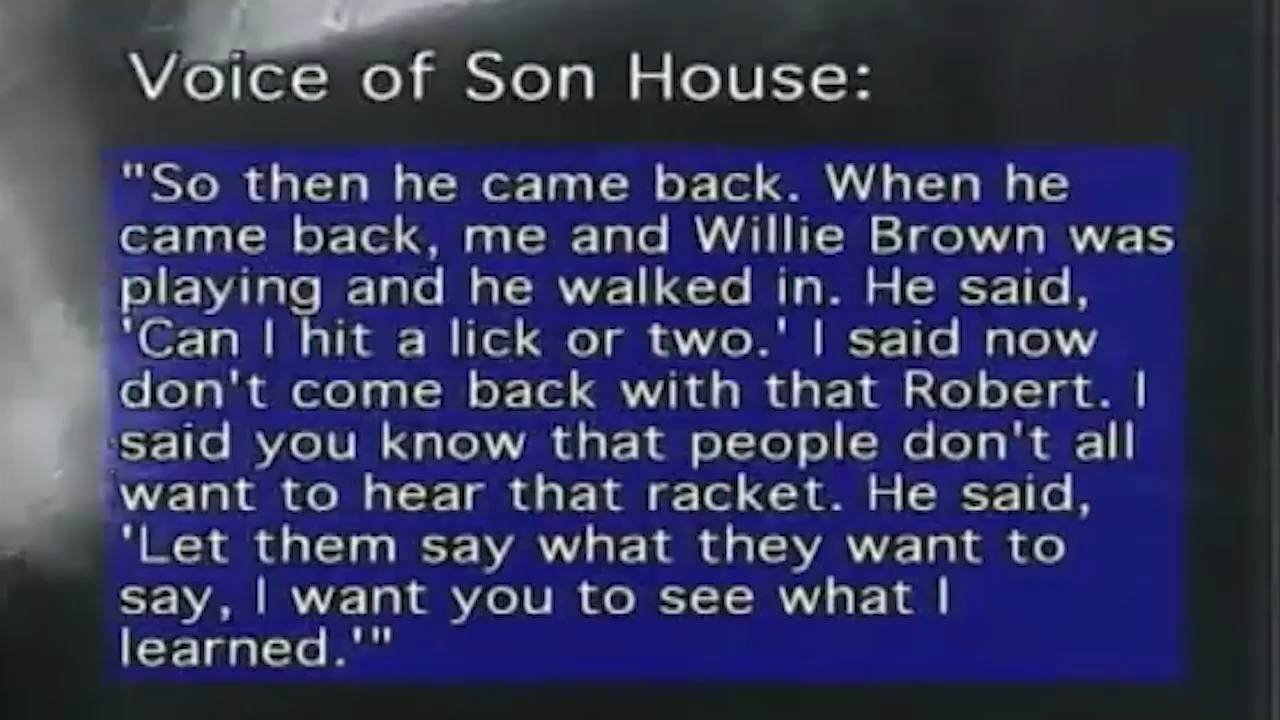 Voice of Son House:
"So then he came back. When he
came back, me and Willie Brown was
playing and he walked in. He said,
'Can I hit a lick or two.' I said now
don't come back with that Robert. I
said you know that people don't all
want to hear that racket. He said,
'Let them say what they want to
say, I want you to see what I
learned.'"